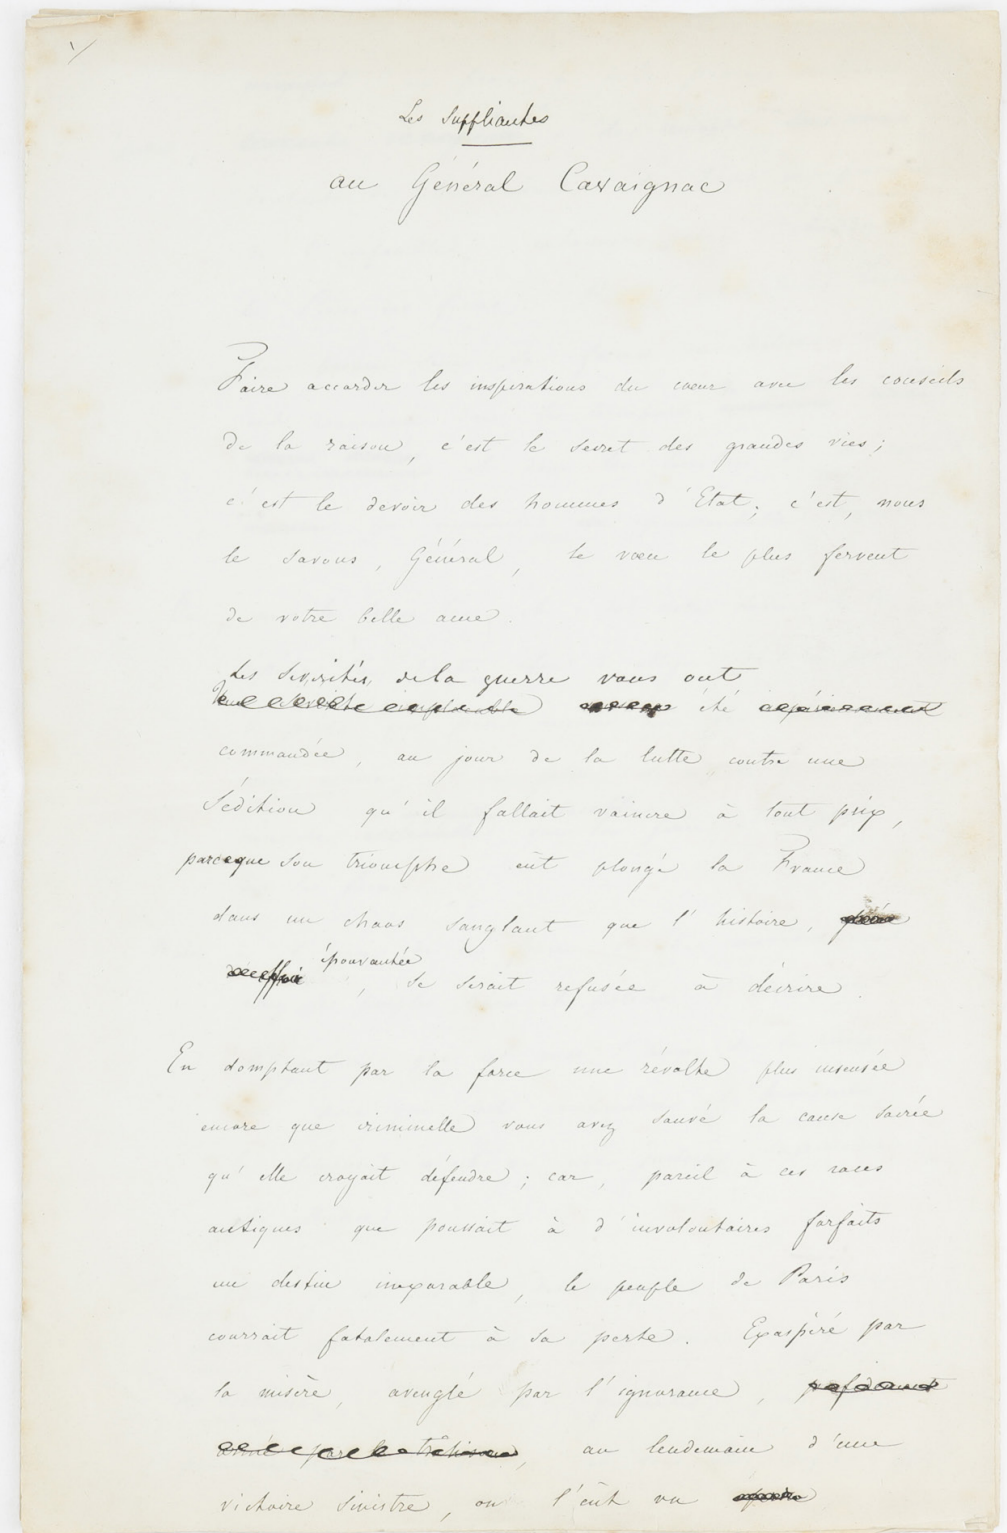 Les Suppliantes
au Général Cavaignac
Faire accorder les inspirations du cœur avec les conseils
de la raison, c'est le secret des grandes vies;
c'est le devoir des hommes d'Etat; c'est, nous
le savons, Général, le vœu le plus fervent
de votre belle ame.
Les sévérités de la guerre vous ont
été
commandée, au jour de la lutte contre une
Sédition qu'il fallait vaincre à tout prix,
parceque son triomphe eût plongé la France
dans un chaos sanglant que l'histoire,
épouvantée
, se serait refusée à décrire.
En domptant par la force une révolte plus insensée
encore que criminelle vous avez sauvé la cause sacrée
qu'elle croyait défendre; car, pareil à ces races
antiques que poussait à d'involontaires forfaits
un destin inexorable, le peuple de Paris
courrait fatalement à sa perte. Exaspéré par
la misère, aveuglé par l'ignorance,
, au lendemain d'une
victoire sinistre, on l'eût vu